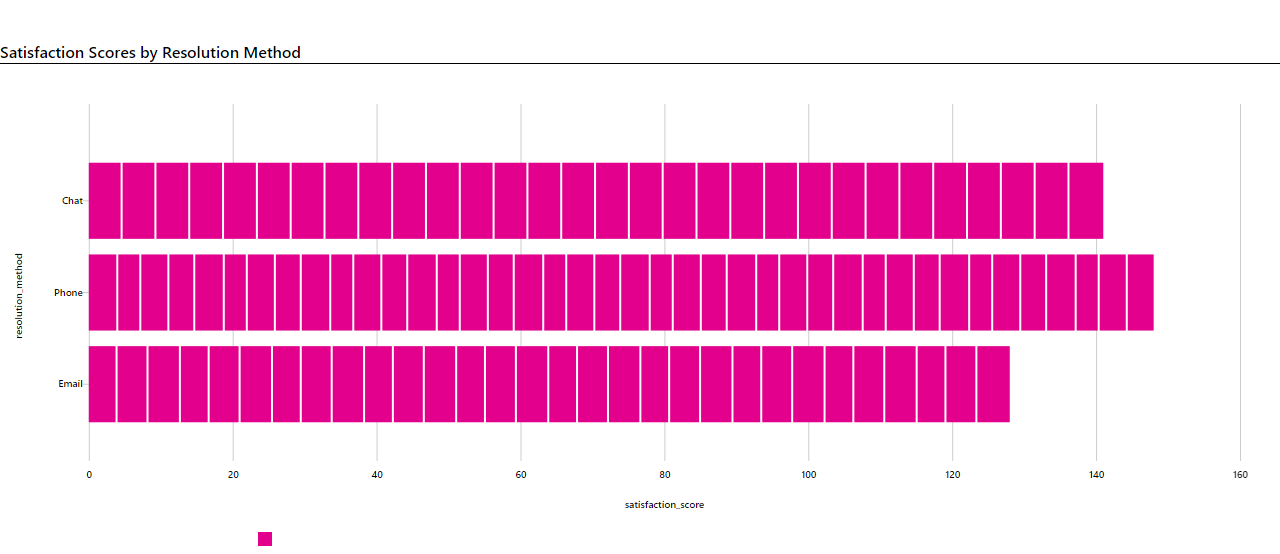 Satisfaction Scores by Resolution Method
Chat
Phone
Email
resolution_method
0 20 40 60 80 100 120 140 160
satisfaction_score